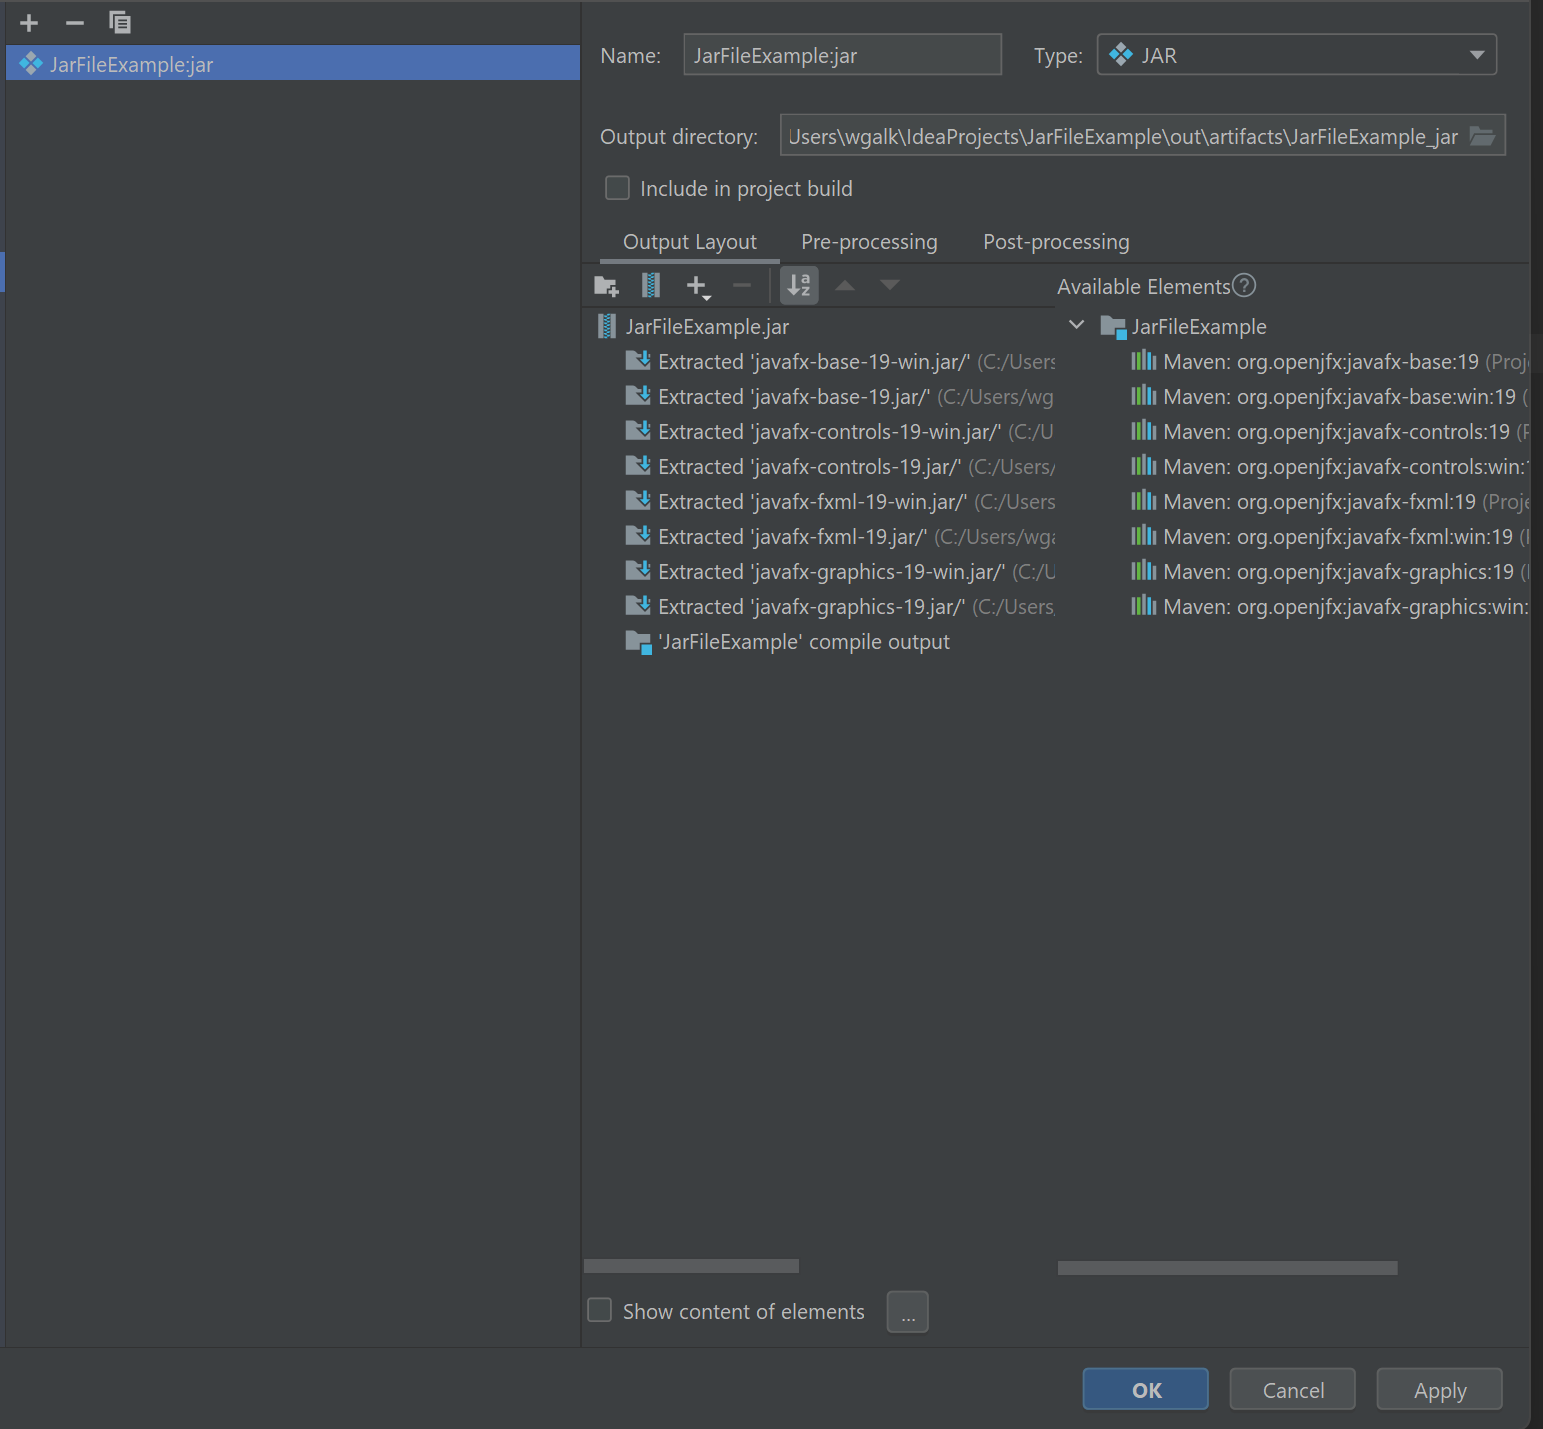 JarFileExample:jar
Name: JarFileExample:jar Type: JAR
Output directory: Users\wgalk\IdeaProjects\JarFileExample\out\artifacts\JarFileExample_jar
Include in project build
Output Layout Pre-processing Post-processing
Available Elements
JarFileExample.jar
Extracted 'javafx-base-19-win.jar/' (C:/Users
Extracted 'javafx-base-19.jar/' (C:/Users/wg
Extracted 'javafx-controls-19-win.jar/' (C:/U
Extracted 'javafx-controls-19.jar/' (C:/Users/
Extracted 'javafx-fxml-19-win.jar/' (C:/Users
Extracted 'javafx-fxml-19.jar/' (C:/Users/wga
Extracted 'javafx-graphics-19-win.jar/' (C:/U
Extracted 'javafx-graphics-19.jar/' (C:/Users,
'JarFileExample' compile output
JarFileExample
Maven: org.openjfx:javafx-base:19 (Proj
Maven: org.openjfx:javafx-base:win:19 (
Maven: org.openjfx:javafx-controls:19 (P
Maven: org.openjfx:javafx-controls:win:1
Maven: org.openjfx:javafx-fxml:19 (Proje
Maven: org.openjfx:javafx-fxml:win:19 (
Maven: org.openjfx:javafx-graphics:19 (
Maven: org.openjfx:javafx-graphics:win:
Show content of elements ...
OK Cancel Apply